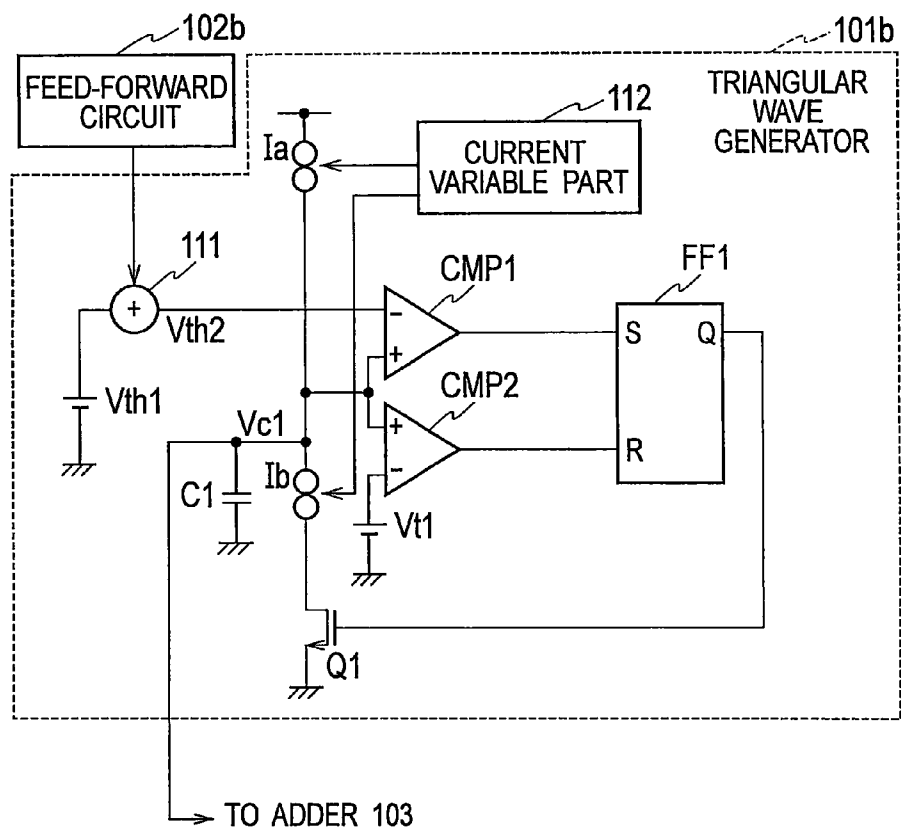 102b
101b
FEED-FORWARD
CIRCUIT
TRIANGULAR
WAVE
GENERATOR
112
Ia
CURRENT
VARIABLE PART
111
+
Vth2
CMP1
FF1
-
+
S
Q
Vth1
CMP2
Vc1
+
-
R
C1
Ib
Vt1
Q1
TO ADDER 103